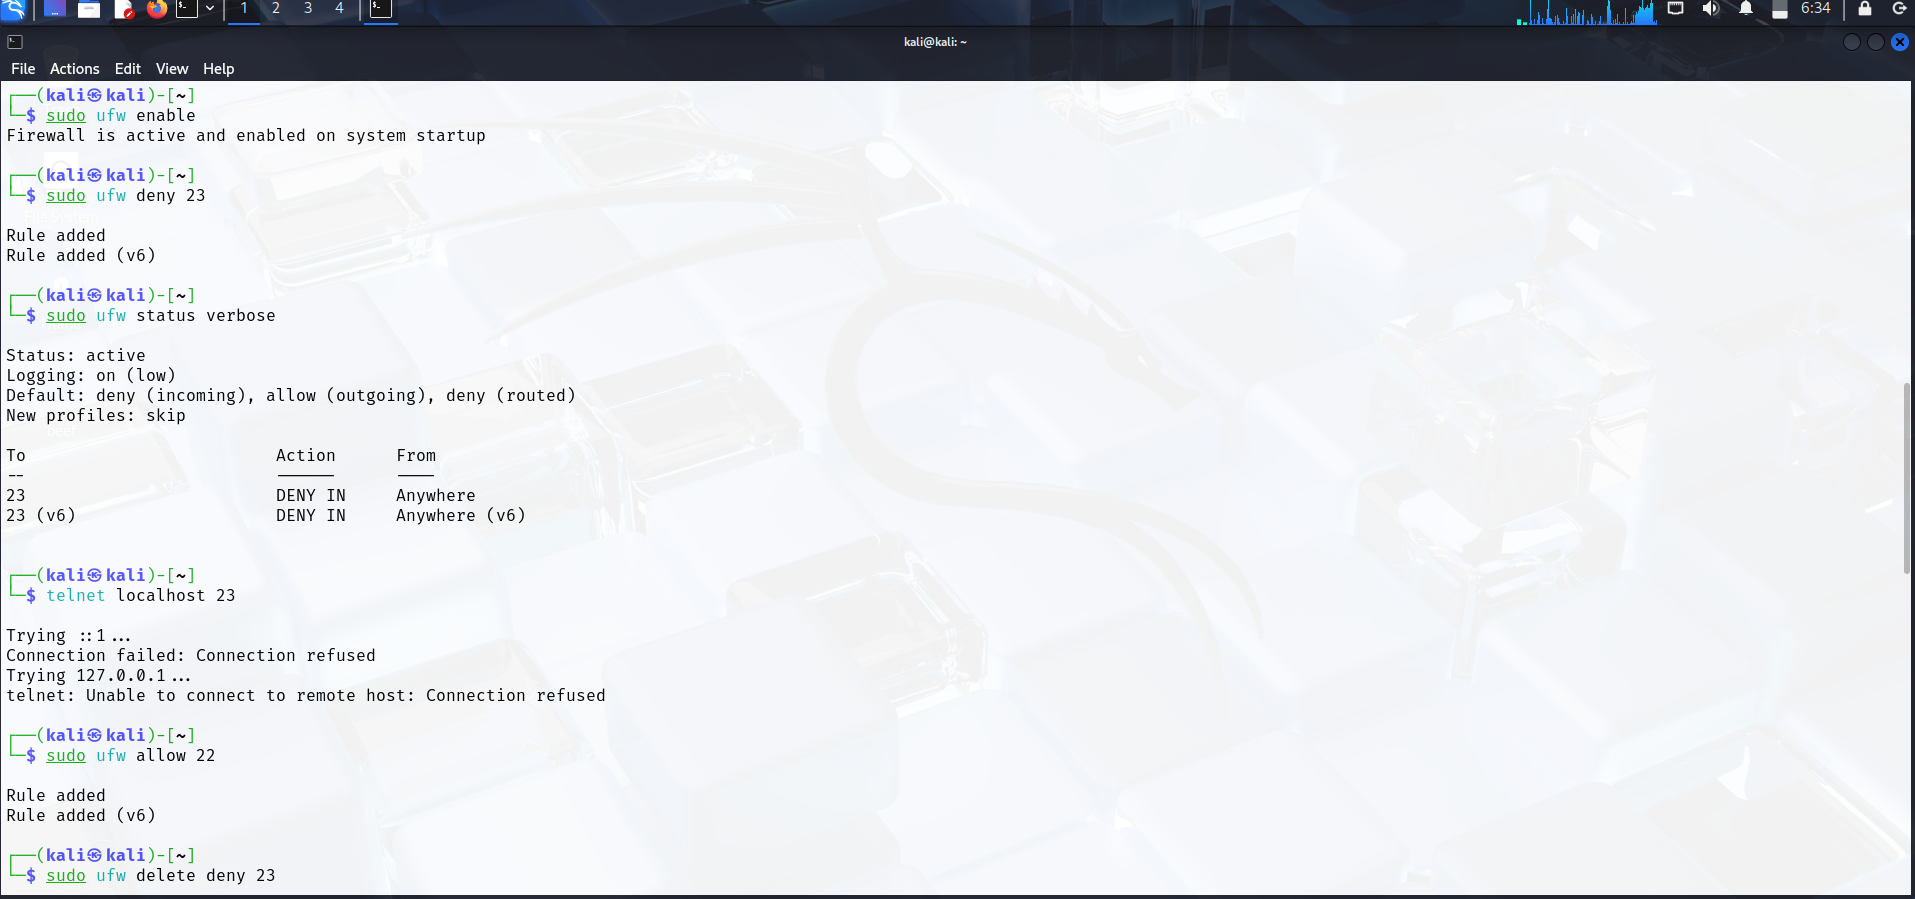 1 2 3 4
6:34
kali@kali: ~
File Actions Edit View Help
┌──(kali㉿kali)-[~]
└─$ sudo ufw enable
Firewall is active and enabled on system startup
┌──(kali㉿kali)-[~]
└─$ sudo ufw deny 23
Rule added
Rule added (v6)
┌──(kali㉿kali)-[~]
└─$ sudo ufw status verbose
Status: active
Logging: on (low)
Default: deny (incoming), allow (outgoing), deny (routed)
New profiles: skip
To Action From
-- ------ ----
23 DENY IN Anywhere
23 (v6) DENY IN Anywhere (v6)
┌──(kali㉿kali)-[~]
└─$ telnet localhost 23
Trying ::1...
Connection failed: Connection refused
Trying 127.0.0.1...
telnet: Unable to connect to remote host: Connection refused
┌──(kali㉿kali)-[~]
└─$ sudo ufw allow 22
Rule added
Rule added (v6)
┌──(kali㉿kali)-[~]
└─$ sudo ufw delete deny 23